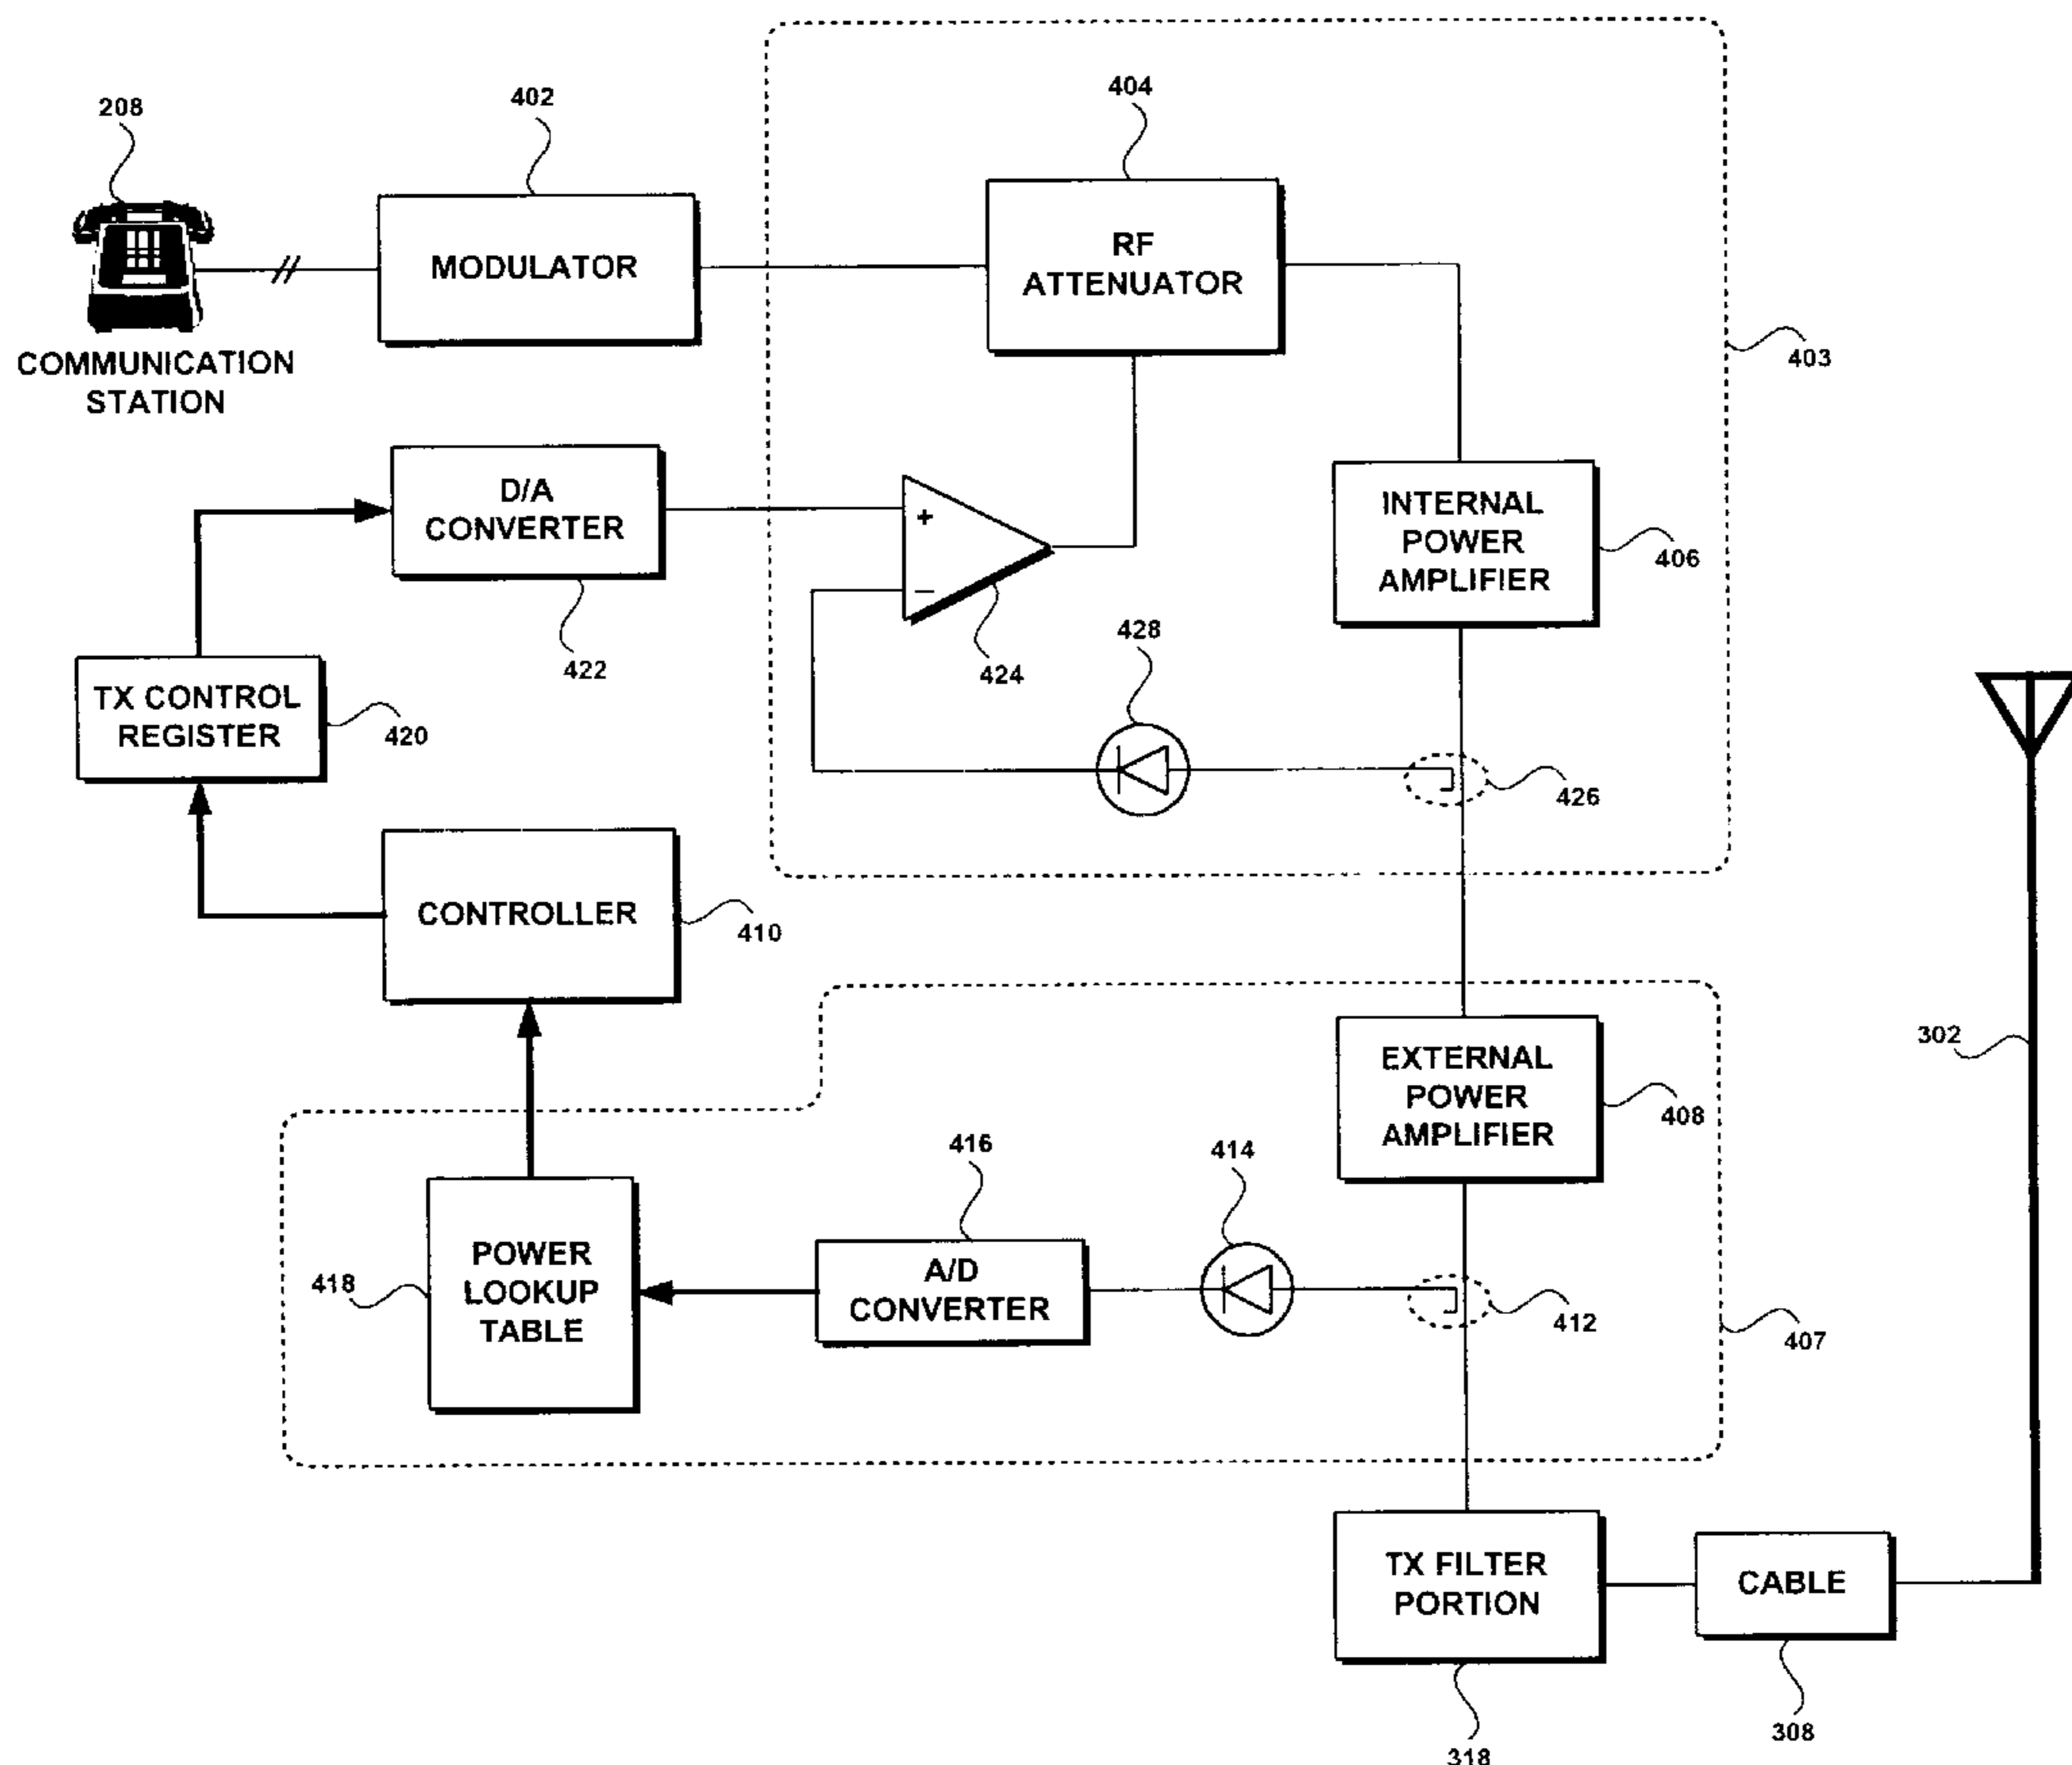 208
402
404
COMMUNICATION
STATION
MODULATOR
RF
ATTENUATOR
403
D/A
CONVERTER
422
+
−
424
INTERNAL
POWER
AMPLIFIER
406
428
426
TX CONTROL
REGISTER
420
CONTROLLER
410
302
EXTERNAL
POWER
AMPLIFIER
408
416
414
418
POWER
LOOKUP
TABLE
A/D
CONVERTER
412
407
TX FILTER
PORTION
CABLE
318
308